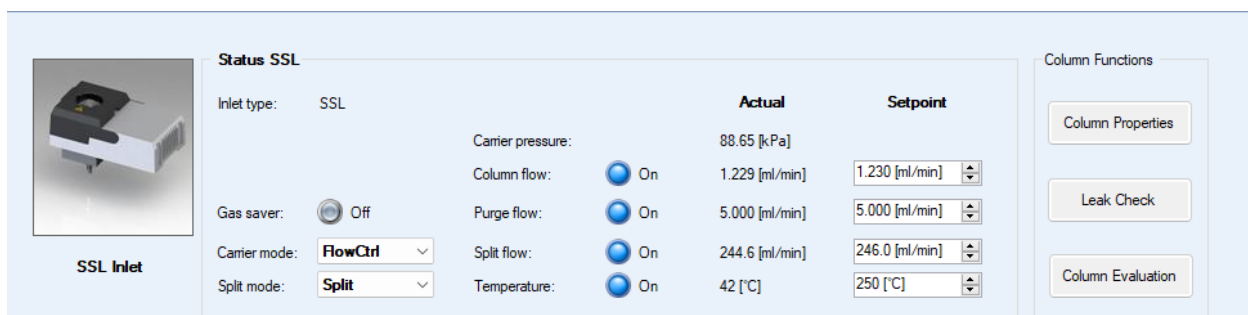 Status SSL
Column Functions
Inlet type: SSL
Actual Setpoint
Carrier pressure: 88.65 [kPa]
Column Properties
Column flow: On 1.229 [ml/min] 1.230 [ml/min]
Gas saver: Off Purge flow: On 5.000 [ml/min] 5.000 [ml/min]
Leak Check
Carrier mode: FlowCtrl Split flow: On 244.6 [ml/min] 246.0 [ml/min]
SSL Inlet
Split mode: Split Temperature: On 42 [°C] 250 [°C]
Column Evaluation